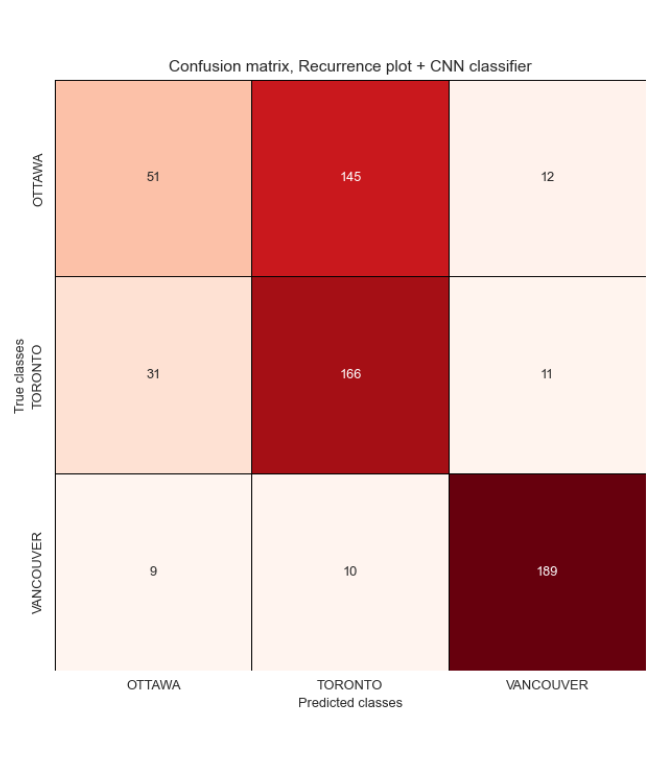 Confusion matrix, Recurrence plot + CNN classifier
True classes
OTTAWA
51 145 12
TORONTO
31 166 11
VANCOUVER
9 10 189
OTTAWA TORONTO VANCOUVER
Predicted classes